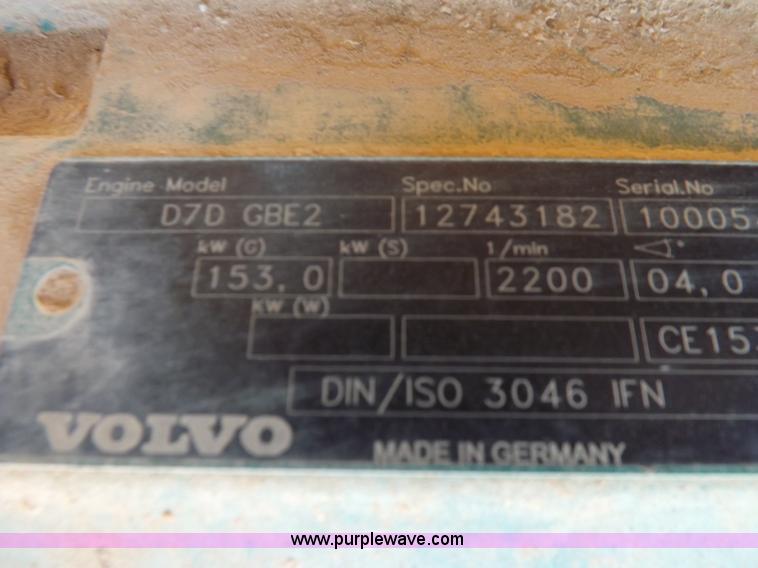 Engine Model Spec.No Serial.No
D7D GBE2 12743182 10005
kW (G) kW (S) 1/min
153,0 2200 04,0
kW (W)
CE153
DIN/ISO 3046 IFN
VOLVO MADE IN GERMANY
www.purplewave.com